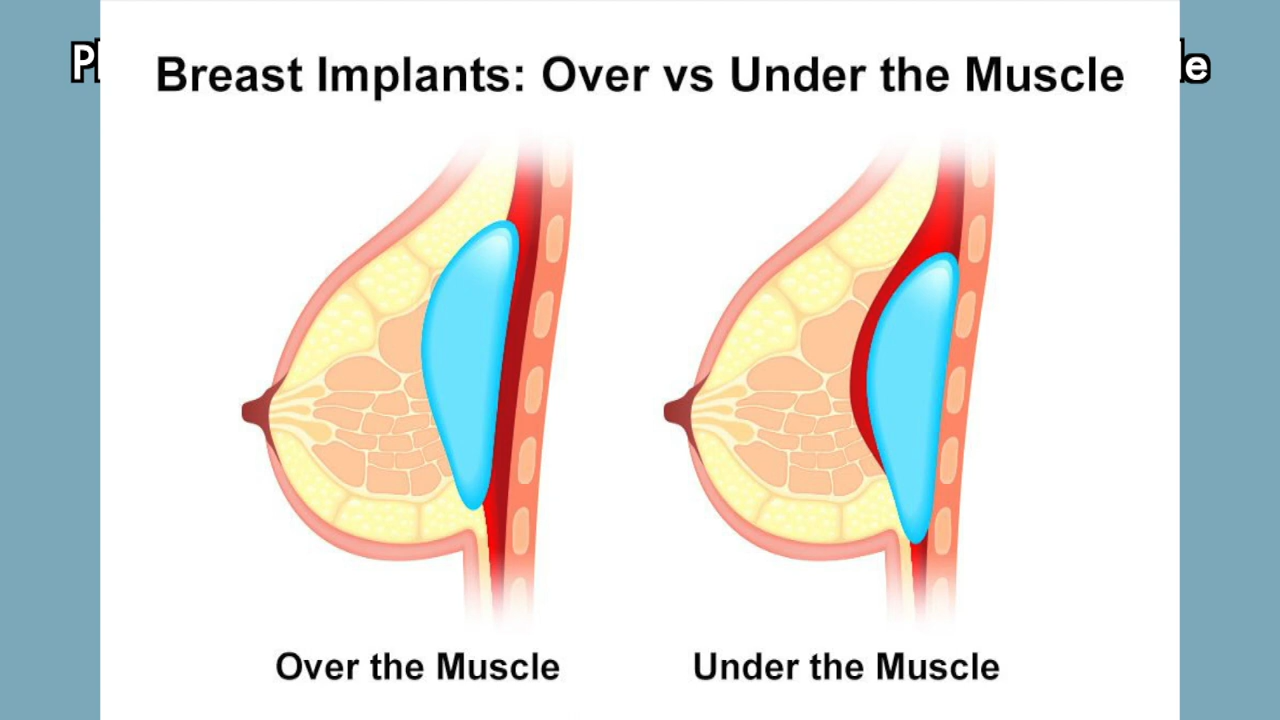 Breast Implants: Over vs Under the Muscle
Over the Muscle
Under the Muscle